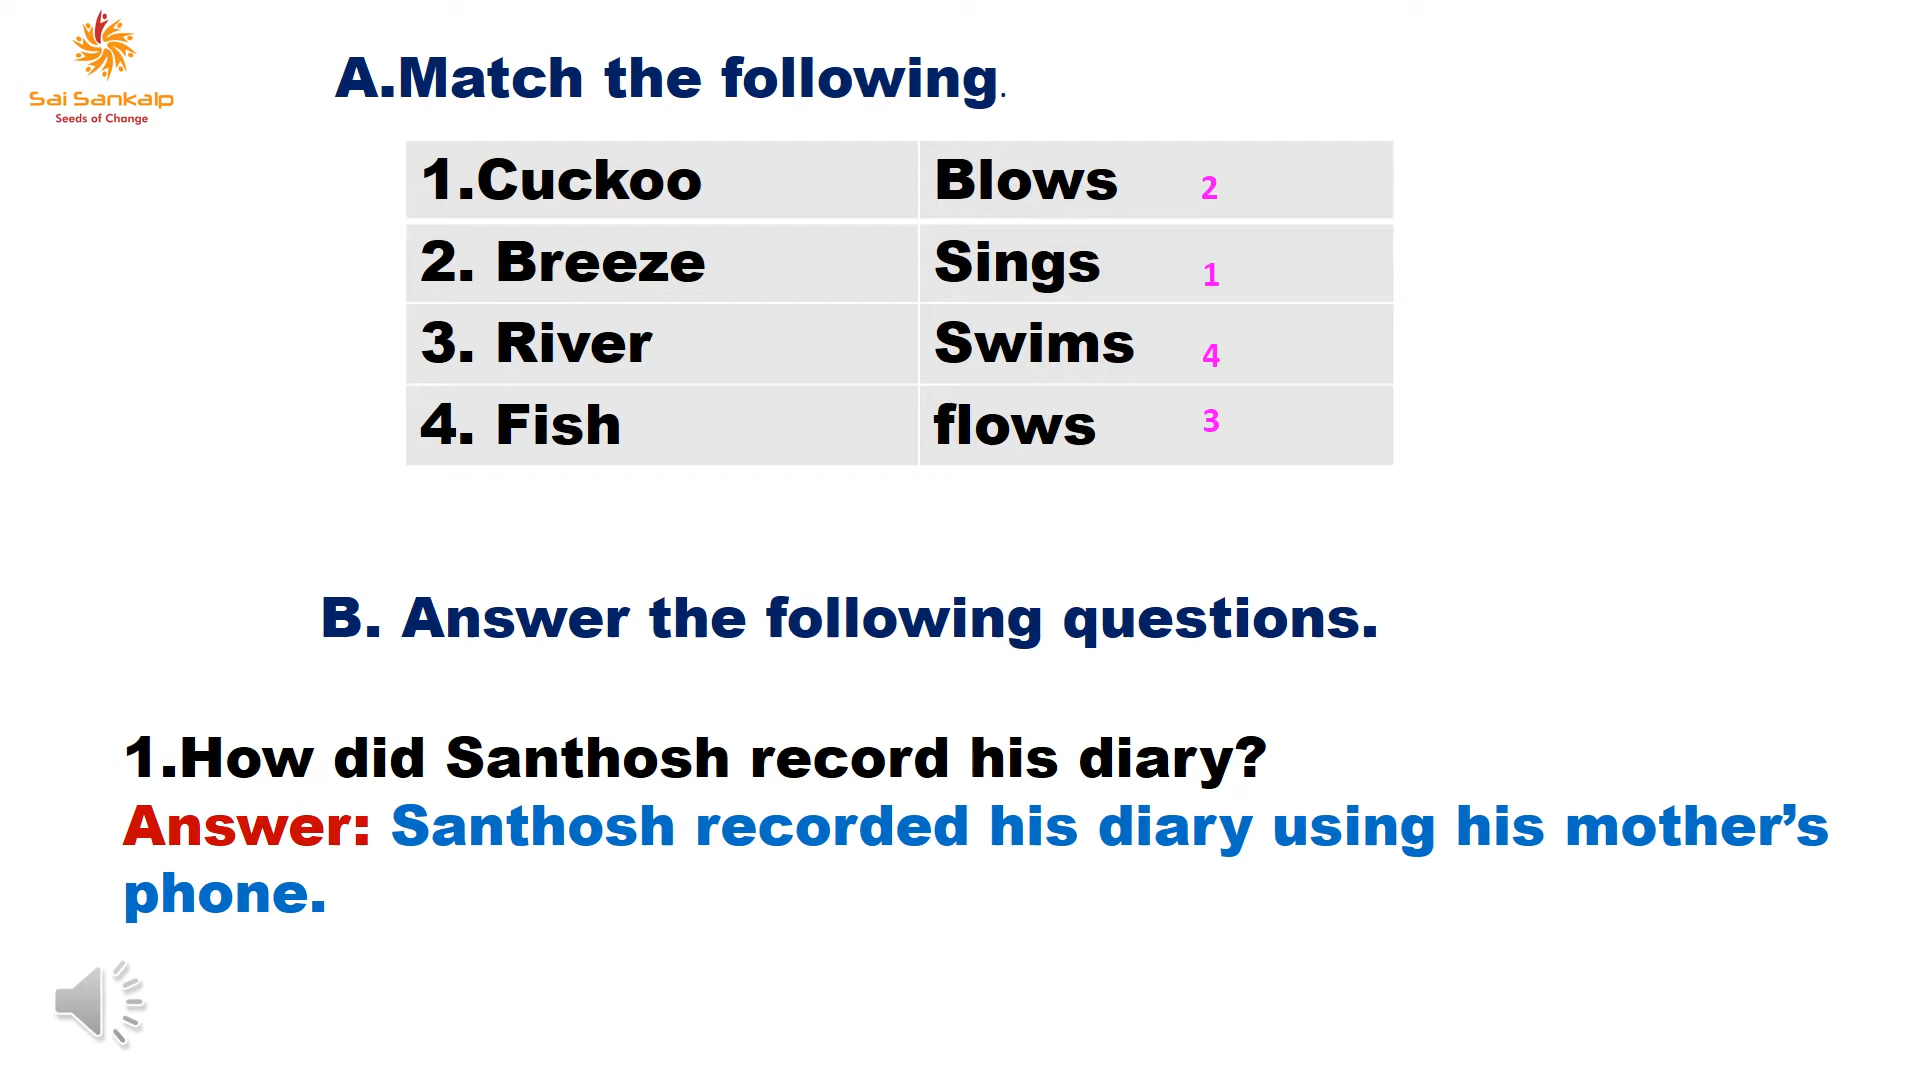 Sai Sankalp
Seeds of Change
A.Match the following.
1.Cuckoo Blows 2
2. Breeze Sings 1
3. River Swims 4
4. Fish flows 3
B. Answer the following questions.
1.How did Santhosh record his diary?
Answer: Santhosh recorded his diary using his mother’s
phone.